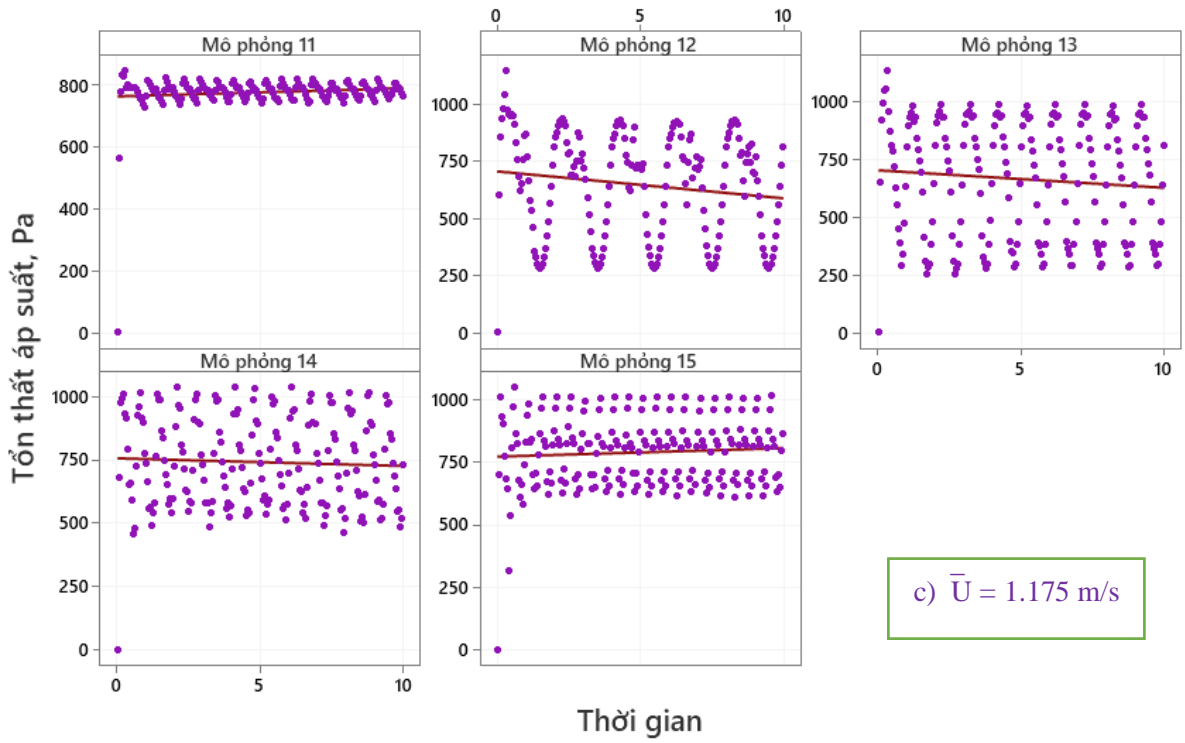 0 5 10
Mô phỏng 11
Mô phỏng 12
Mô phỏng 13
800
600
400
200
0
1000
750
500
250
0
1000
750
500
250
0
0 5 10
Mô phỏng 14
Mô phỏng 15
1000
750
500
250
0
1000
750
500
250
0
0 5 10
Tổn thất áp suất, Pa
Thời gian
c) U̅ = 1.175 m/s